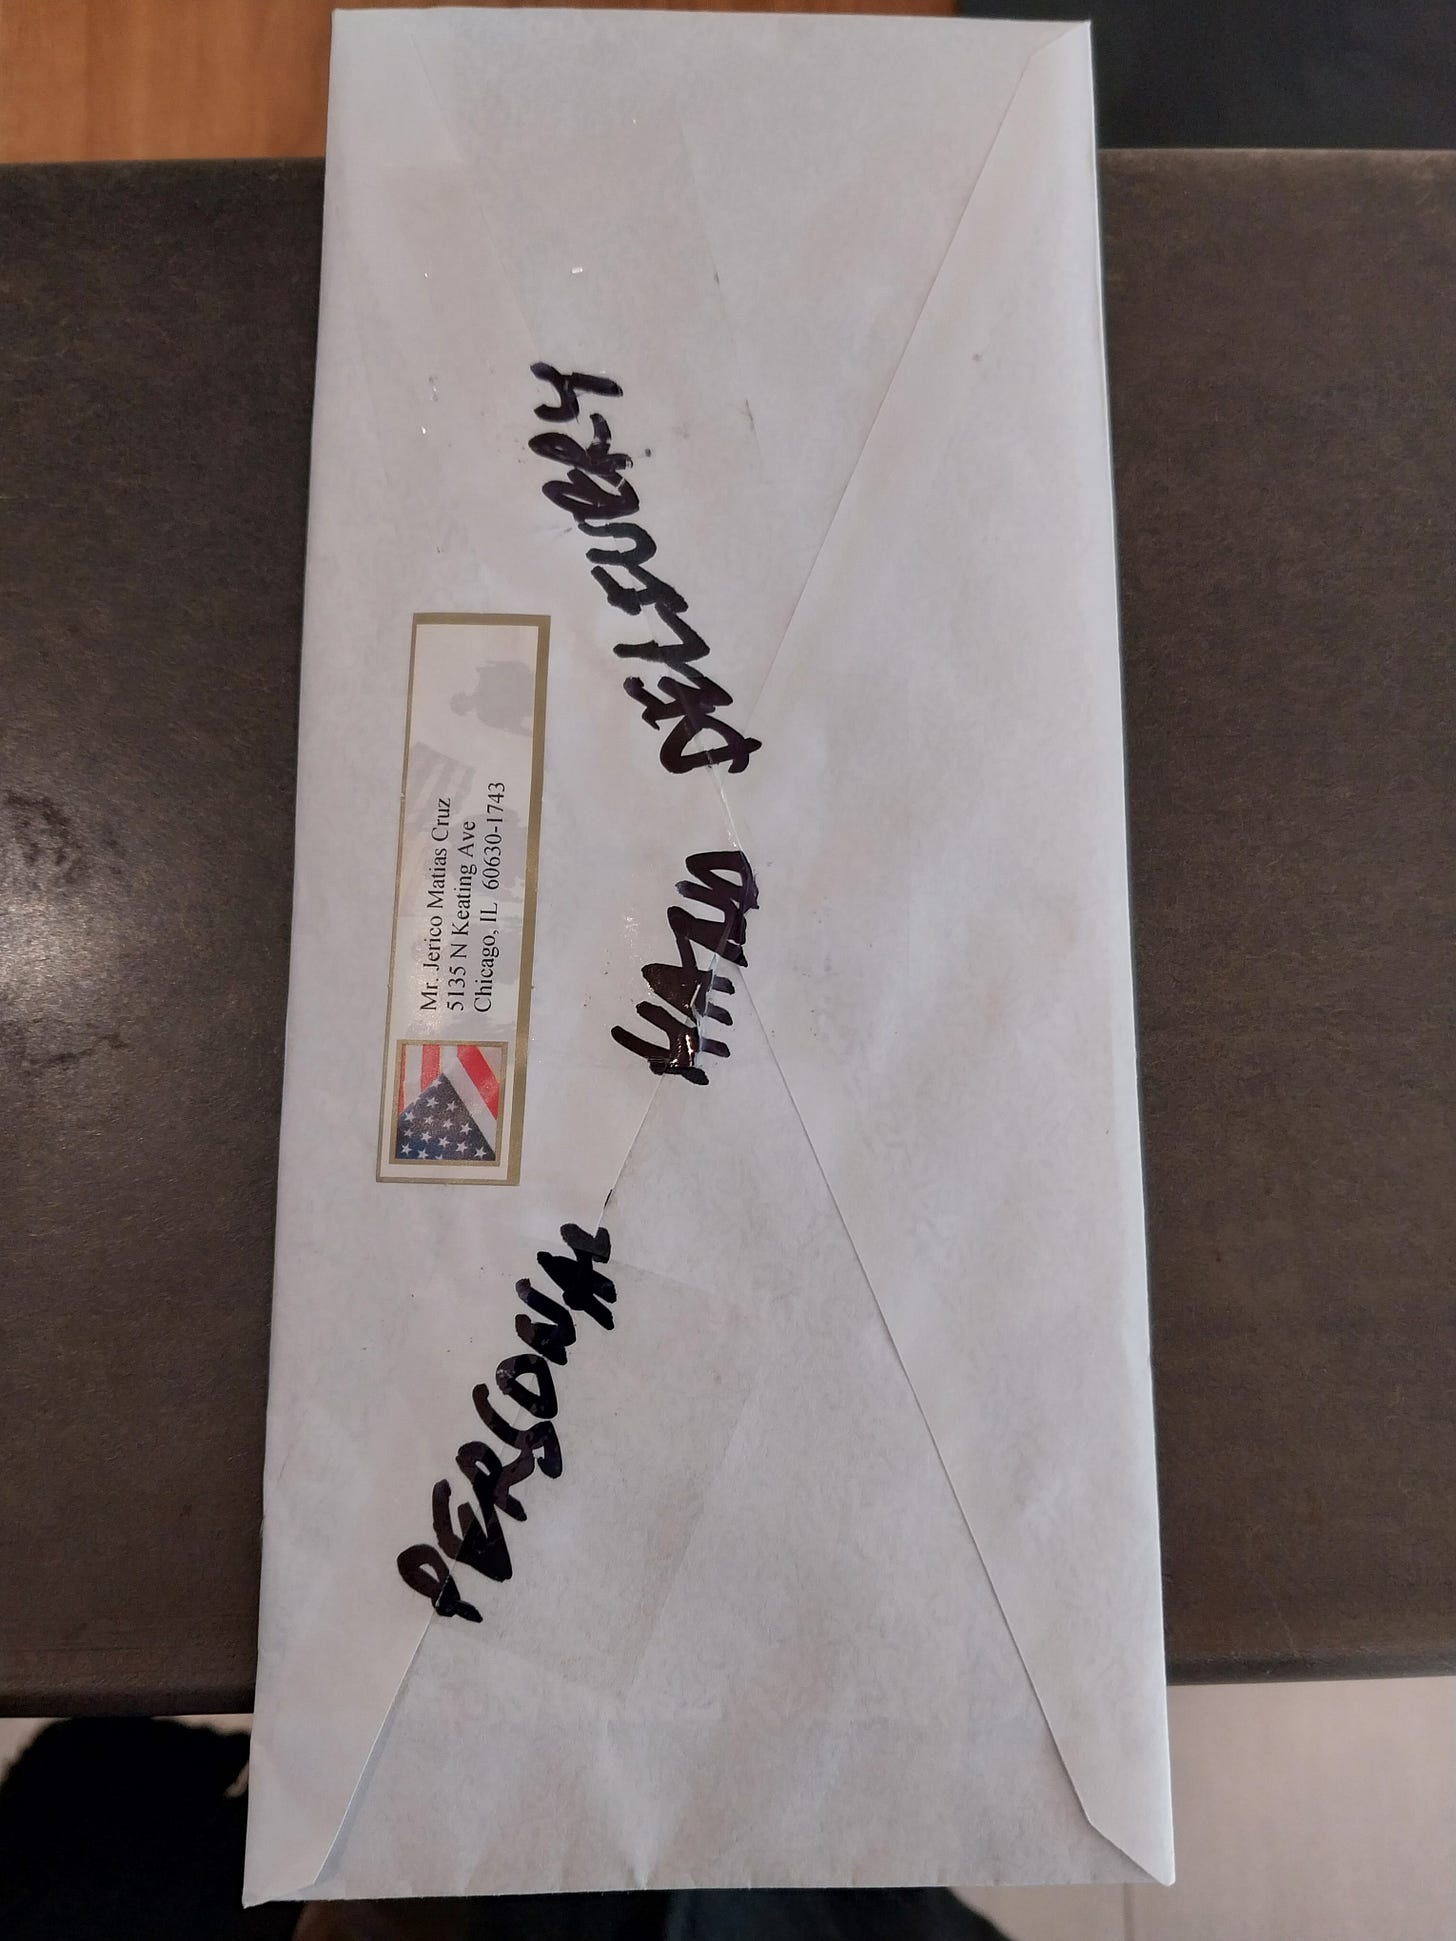 Mr. Jerico Matias Cruz
5135 N Keating Ave
Chicago, IL 60630-1743
PERSONAL HAND DELIVERY